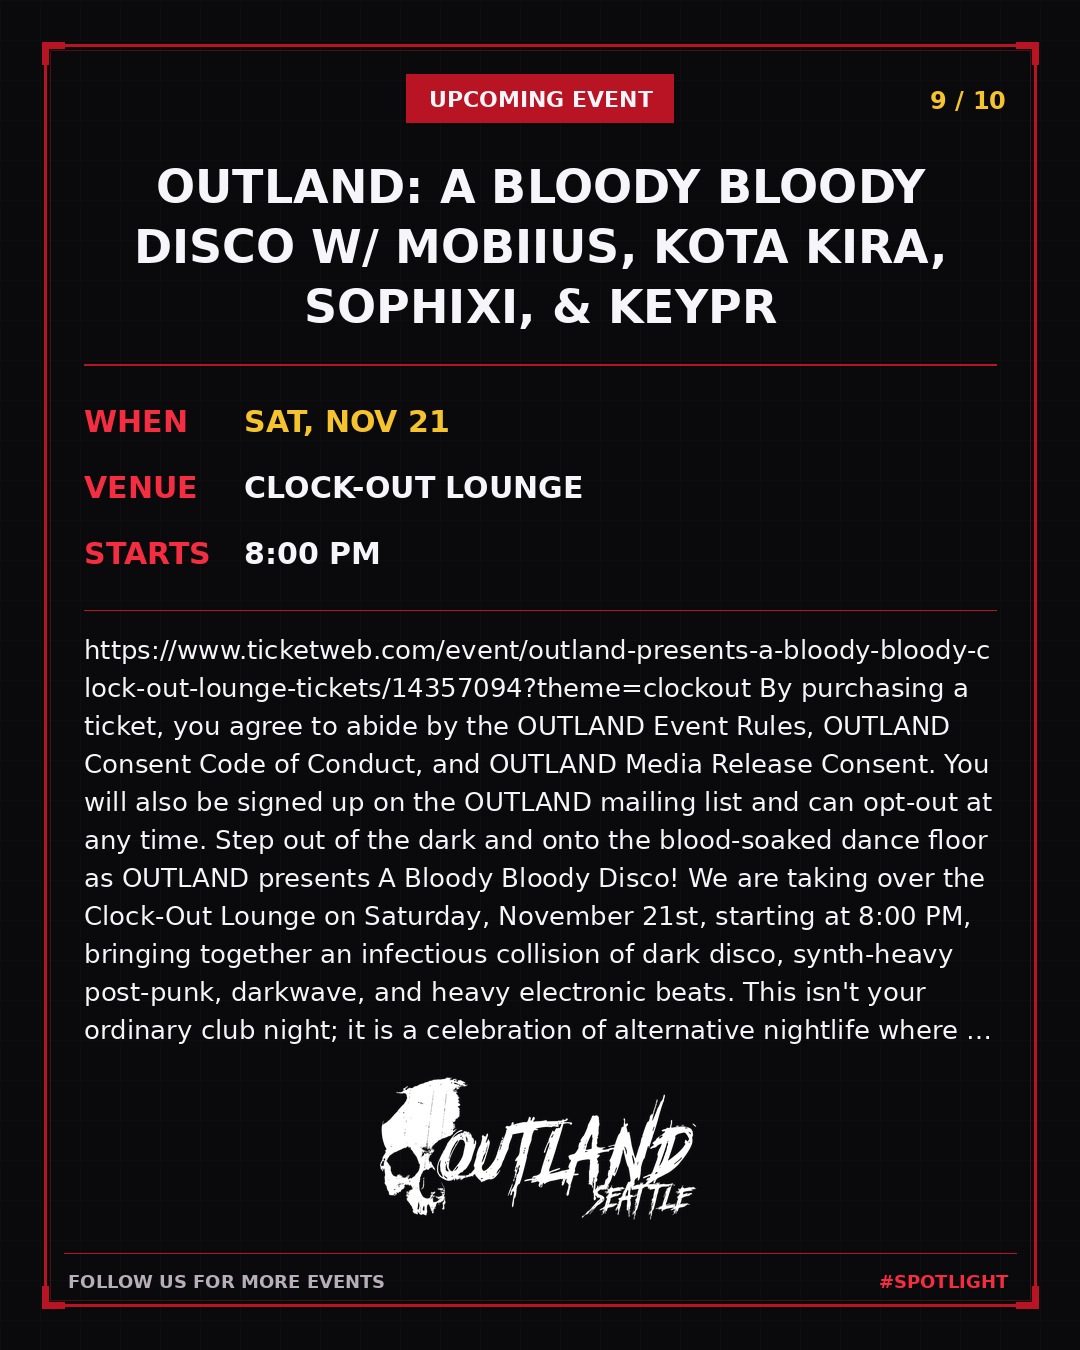 UPCOMING EVENT
9 / 10
OUTLAND: A BLOODY BLOODY
DISCO W/ MOBIIUS, KOTA KIRA,
SOPHIXI, & KEYPR
WHEN SAT, NOV 21
VENUE CLOCK-OUT LOUNGE
STARTS 8:00 PM
https://www.ticketweb.com/event/outland-presents-a-bloody-bloody-c
lock-out-lounge-tickets/14357094?theme=clockout By purchasing a
ticket, you agree to abide by the OUTLAND Event Rules, OUTLAND
Consent Code of Conduct, and OUTLAND Media Release Consent. You
will also be signed up on the OUTLAND mailing list and can opt-out at
any time. Step out of the dark and onto the blood-soaked dance floor
as OUTLAND presents A Bloody Bloody Disco! We are taking over the
Clock-Out Lounge on Saturday, November 21st, starting at 8:00 PM,
bringing together an infectious collision of dark disco, synth-heavy
post-punk, darkwave, and heavy electronic beats. This isn't your
ordinary club night; it is a celebration of alternative nightlife where ...
OUTLAND
SEATTLE
FOLLOW US FOR MORE EVENTS
#SPOTLIGHT